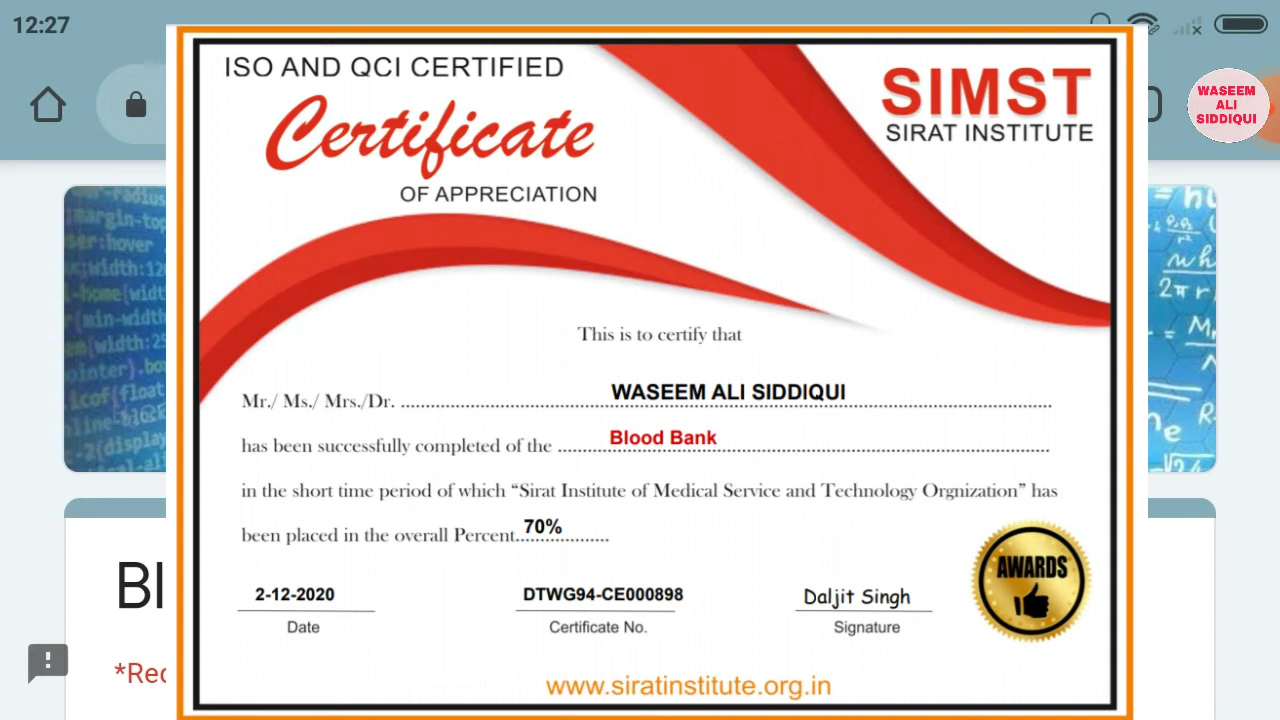 12:27
WASEEM
ALI
SIDDIQUI
ISO AND QCI CERTIFIED
Certificate
OF APPRECIATION
SIMST
SIRAT INSTITUTE
This is to certify that
Mr./ Ms./ Mrs./Dr. WASEEM ALI SIDDIQUI
has been successfully completed of the Blood Bank
in the short time period of which “Sirat Institute of Medical Service and Technology Orgnization” has
been placed in the overall Percent. 70%
AWARDS
2-12-2020 DTWG94-CE000898 Daljit Singh
Date Certificate No. Signature
www.siratinstitute.org.in